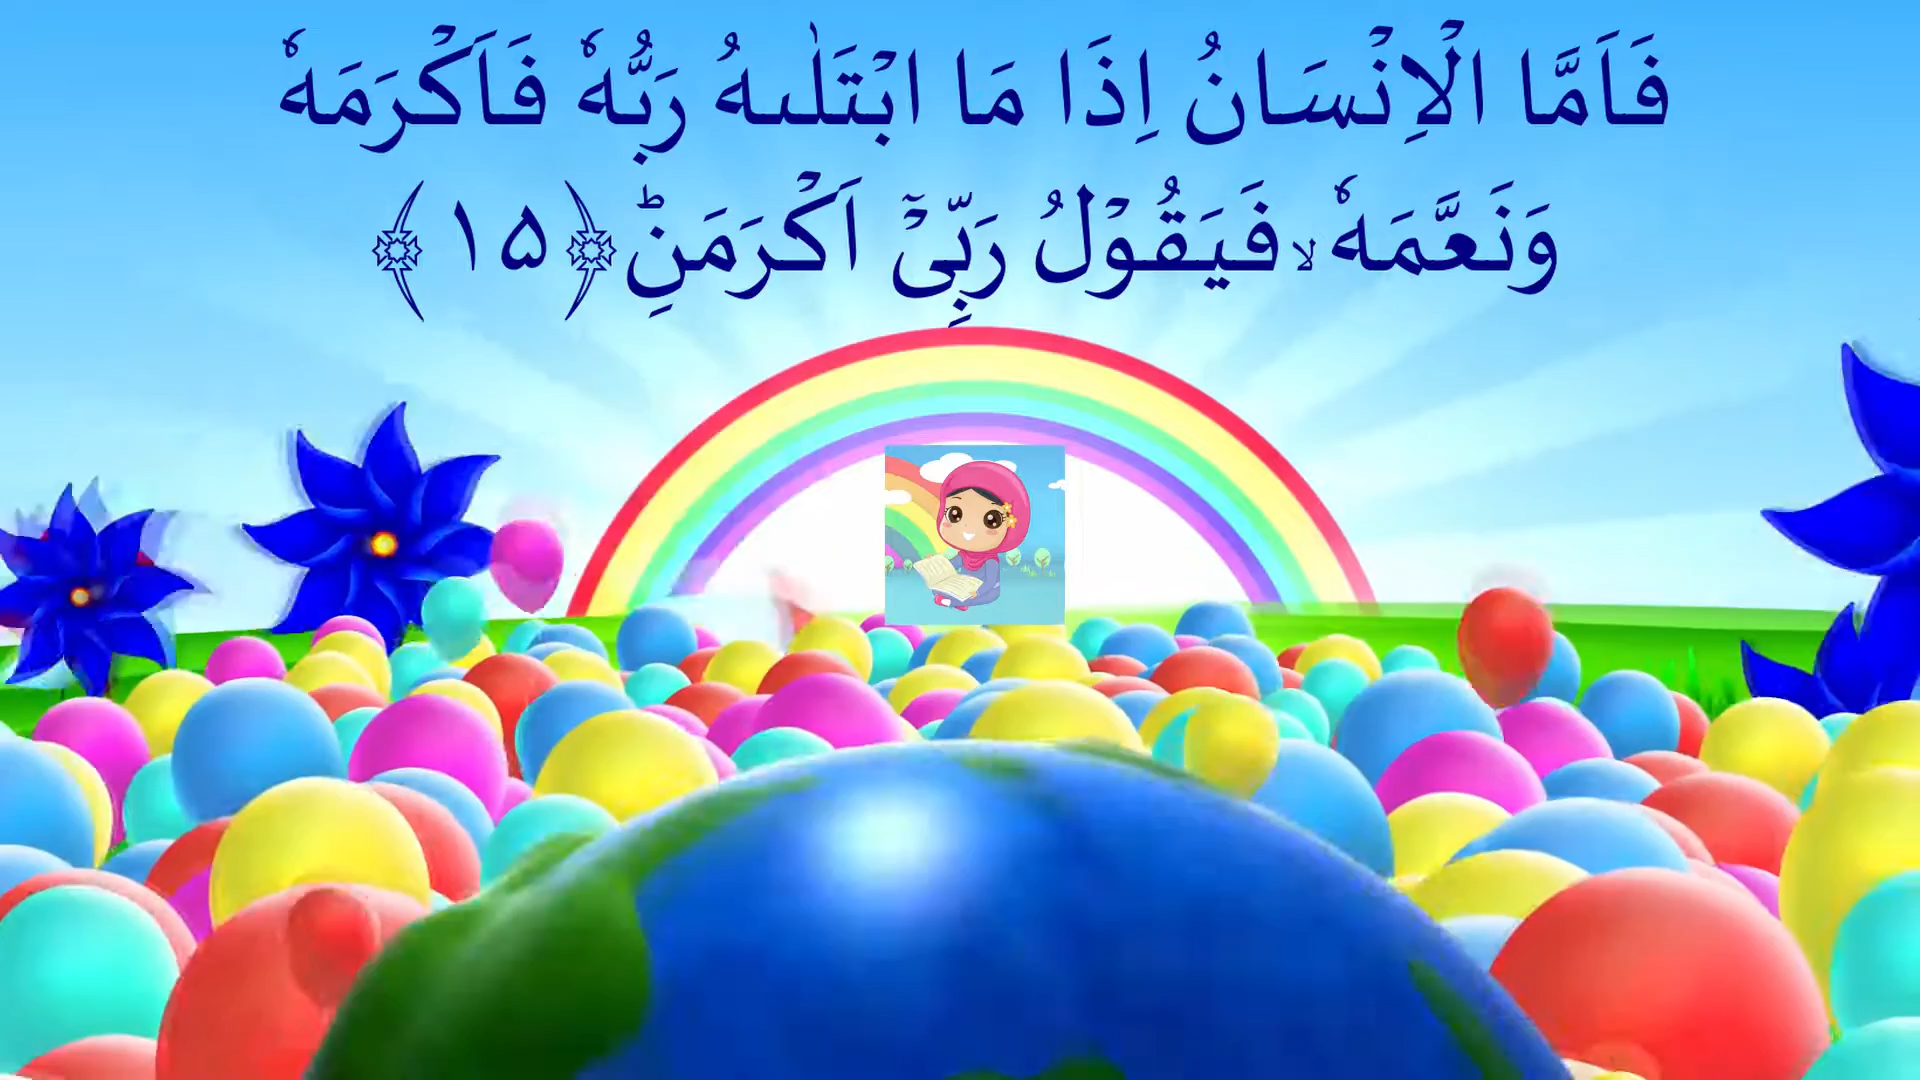 فَاَمَّا الْاِنْسَانُ اِذَا مَا ابْتَلٰىهُ رَبُّهٗ فَاَكْرَمَهٗ
وَنَعَّمَهٗ ۙ فَيَقُوْلُ رَبِّىْٓ اَكْرَمَنِؕ ﴿۱۵﴾